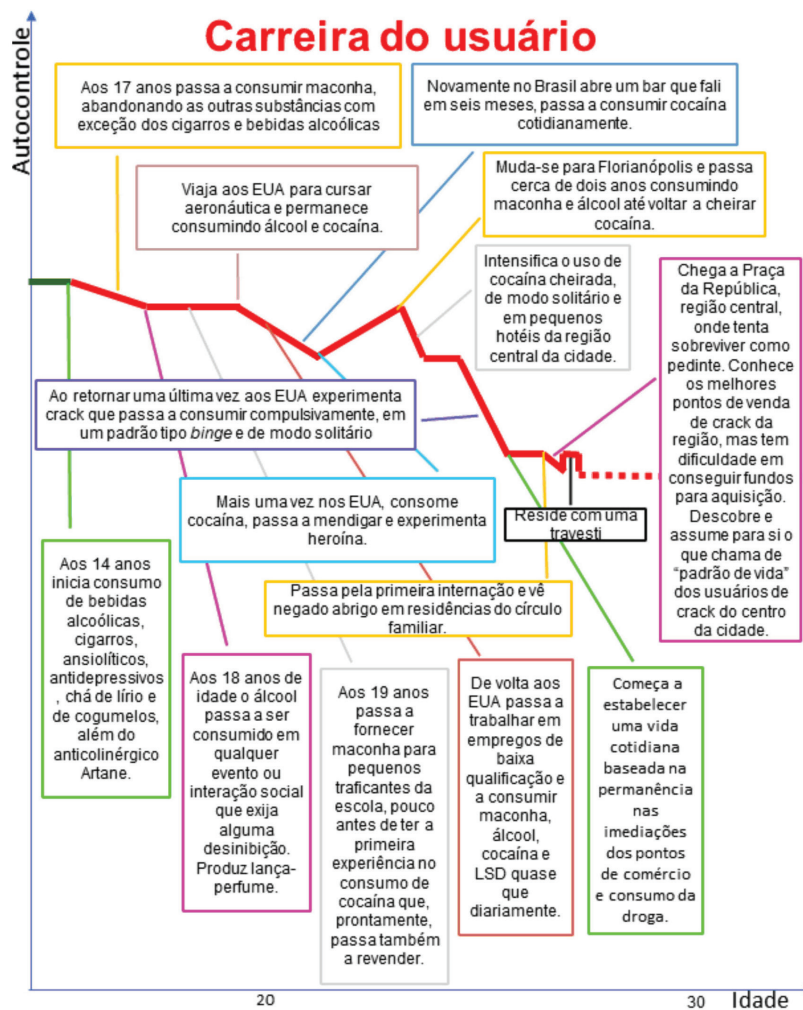 Carreira do usuário
Autocontrole
Aos 17 anos passa a consumir maconha,
abandonando as outras substâncias com
exceção dos cigarros e bebidas alcoólicas
Novamente no Brasil abre um bar que fali
em seis meses, passa a consumir cocaína
cotidianamente.
Viaja aos EUA para cursar
aeronáutica e permanece
consumindo álcool e cocaína.
Muda-se para Florianópolis e passa
cerca de dois anos consumindo
maconha e álcool até voltar a cheirar
cocaína.
Intensifica o uso de
cocaína cheirada,
de modo solitário e
em pequenos
hotéis da região
central da cidade.
Chega a Praça
da República,
região central,
onde tenta
sobreviver como
pedinte. Conhece
os melhores
pontos de venda
de crack da
região, mas tem
dificuldade em
conseguir fundos
para aquisição.
Descobre e
assume para si o
que chama de
“padrão de vida”
dos usuários de
crack do centro
da cidade.
Ao retornar uma última vez aos EUA experimenta
crack que passa a consumir compulsivamente, em
um padrão tipo binge e de modo solitário
Mais uma vez nos EUA, consome
cocaína, passa a mendigar e experimenta
heroína.
Reside com uma
travesti
Aos 14 anos
inicia consumo
de bebidas
alcoólicas,
cigarros,
ansiolíticos,
antidepressivos
, chá de lírio e
de cogumelos,
além do
anticolinérgico
Artane.
Passa pela primeira internação e vê
negado abrigo em residências do círculo
familiar.
Aos 18 anos de
idade o álcool
passa a ser
consumido em
qualquer evento ou
interação social
que exija
alguma
desinibição.
Produz lança-
perfume.
Aos 19 anos
passa a
fornecer
maconha para
pequenos
traficantes da
escola, pouco
antes de ter a
primeira
experiência no
consumo de
cocaína que,
prontamente,
passa também
a revender.
De volta aos
EUA passa a
trabalhar em
empregos de
baixa
qualificação e
a consumir
maconha,
álcool,
cocaína e
LSD quase
que
diariamente.
Começa a
estabelecer
uma vida
cotidiana
baseada na
permanência
nas
imediações
dos pontos
de comércio
e consumo da
droga.
20
30
Idade